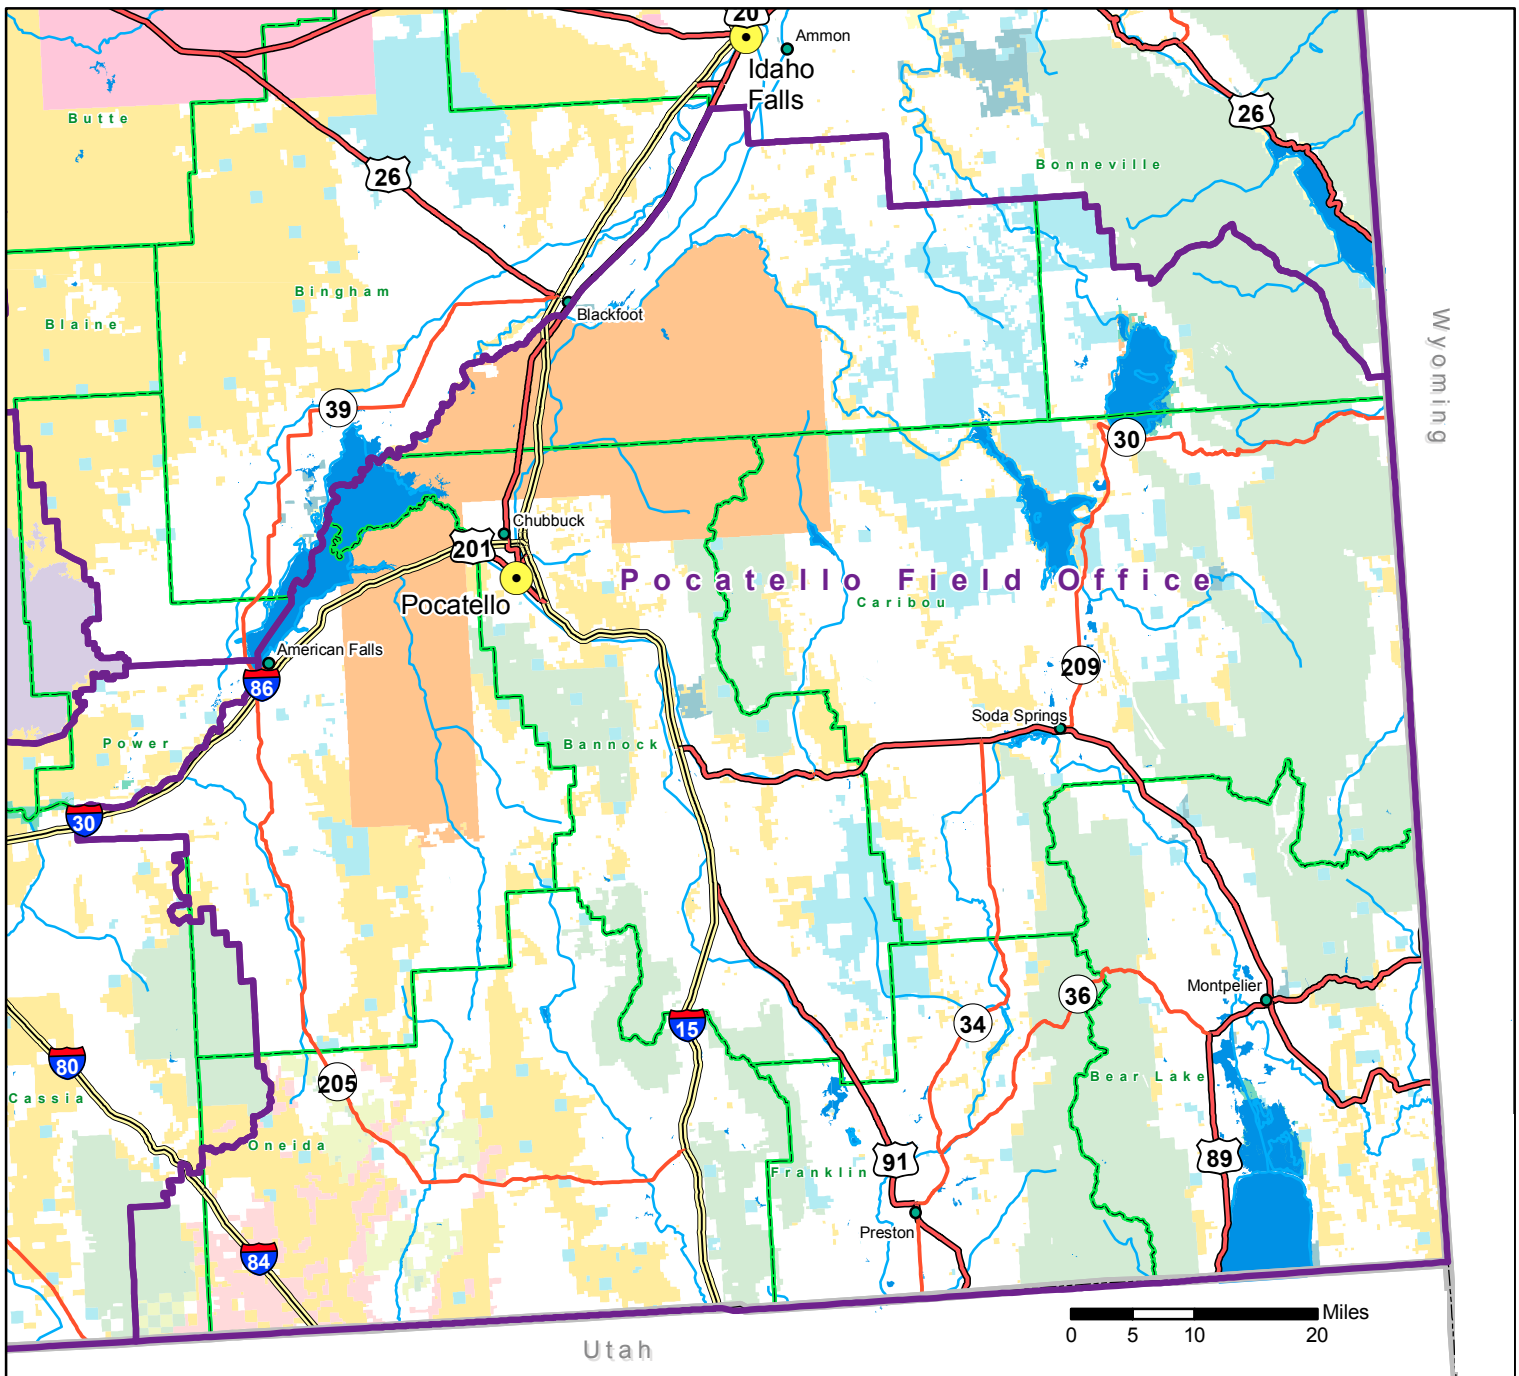 20
Ammon
Idaho
Falls
Butte
26
Bonneville
26
Bingham
Blackfoot
Blaine
Wyoming
39
30
Chubbuck
201
Pocatello Field Office
Pocatello
Caribou
American Falls
86
209
Soda Springs
Power
Bannock
30
Montpelier
36
34
15
80
205
Bear Lake
Cassia
Oneida
Franklin
91
89
Preston
84
Miles
0 5 10 20
Utah